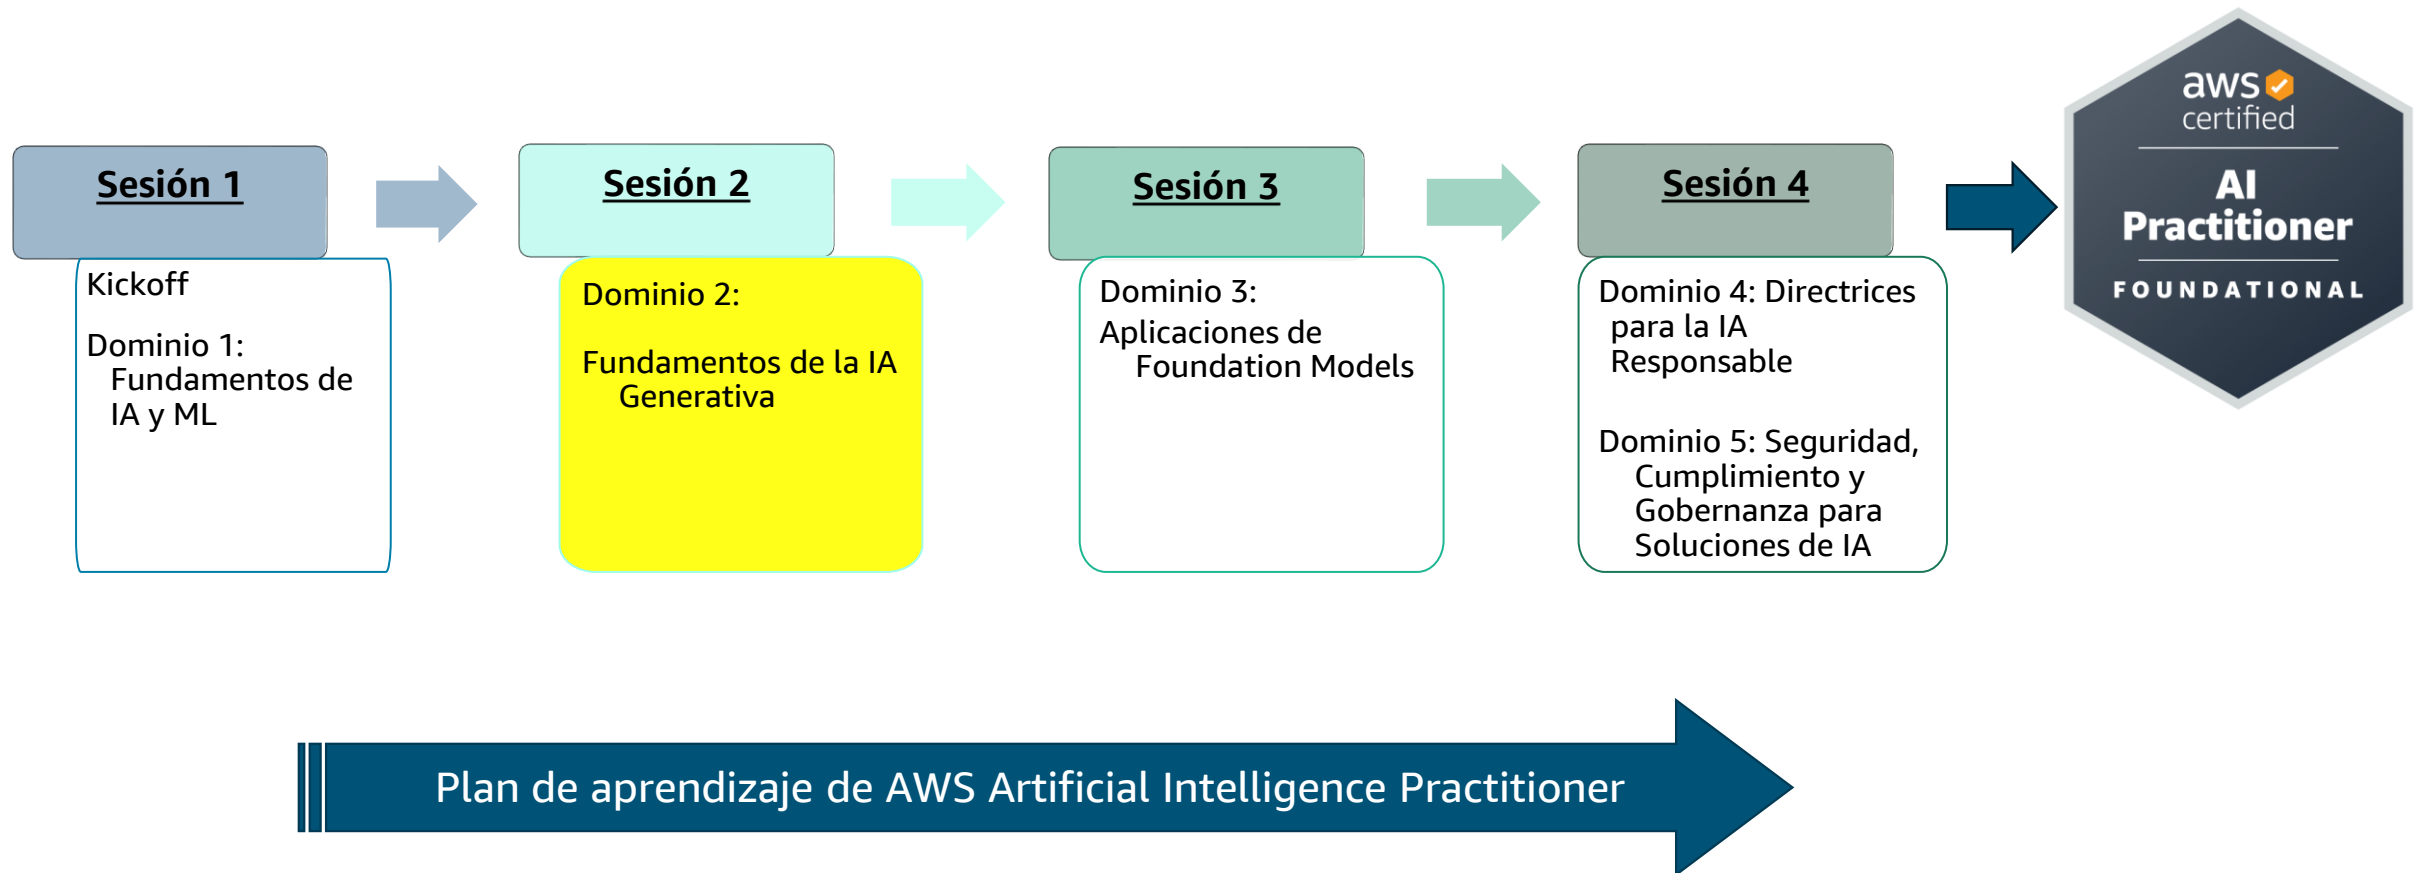 Sesión 1
Kickoff
Dominio 1:
Fundamentos de
IA y ML
Sesión 2
Dominio 2:
Fundamentos de la IA
Generativa
Sesión 3
Dominio 3:
Aplicaciones de
Foundation Models
Sesión 4
Dominio 4: Directrices
para la IA
Responsable
Dominio 5: Seguridad,
Cumplimiento y
Gobernanza para
Soluciones de IA
aws
certified
AI
Practitioner
FOUNDATIONAL
Plan de aprendizaje de AWS Artificial Intelligence Practitioner